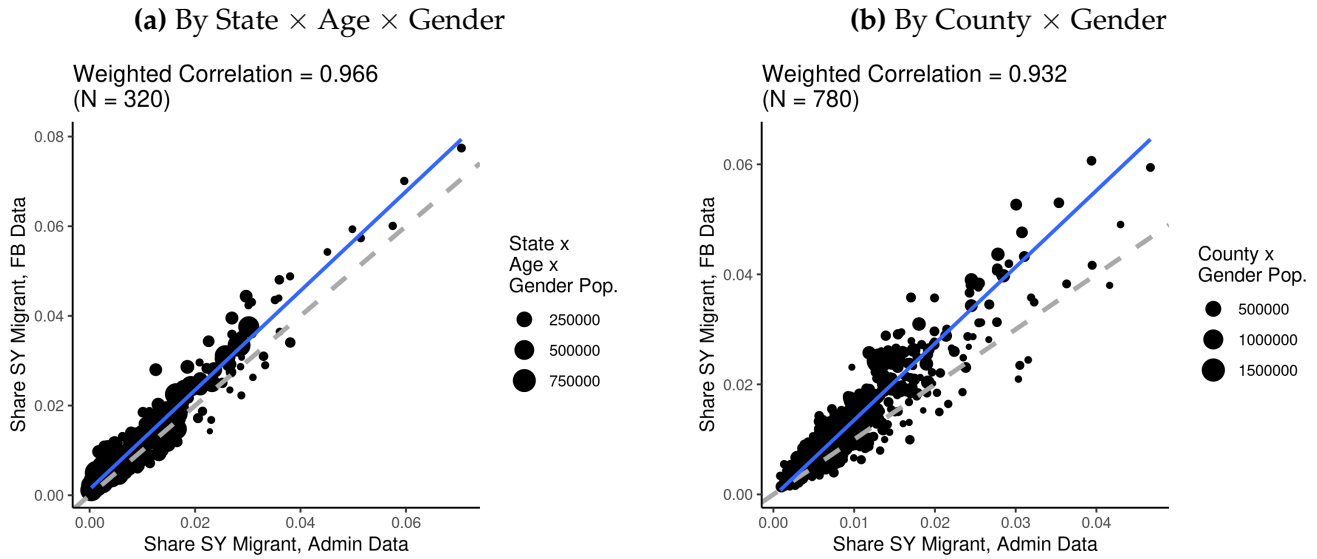 (a) By State × Age × Gender
Weighted Correlation = 0.966
(N = 320)
Share SY Migrant, FB Data
0.08
0.06
0.04
0.02
0.00
0.00 0.02 0.04 0.06
Share SY Migrant, Admin Data
State x
Age x
Gender Pop.
250000
500000
750000
(b) By County × Gender
Weighted Correlation = 0.932
(N = 780)
Share SY Migrant, FB Data
0.06
0.04
0.02
0.00
0.00 0.01 0.02 0.03 0.04
Share SY Migrant, Admin Data
County x
Gender Pop.
500000
1000000
1500000